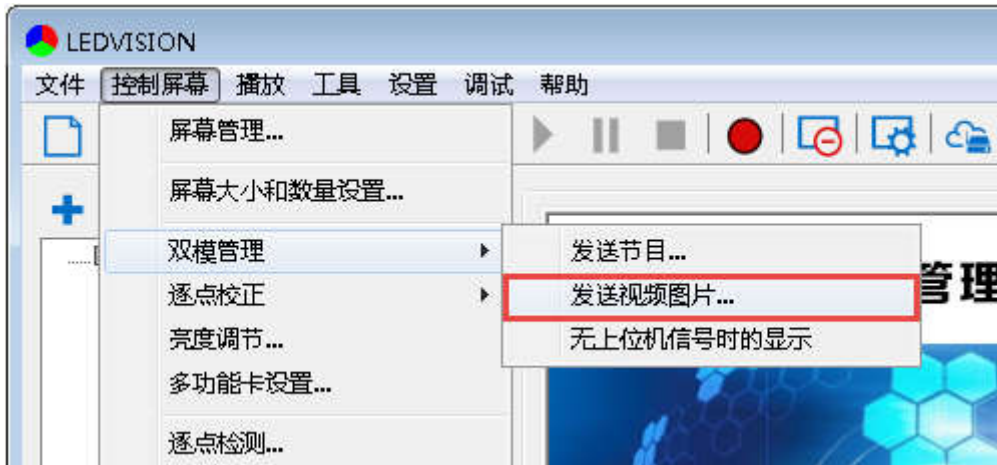 LEDVISION
文件 控制屏幕 播放 工具 设置 调试 帮助
屏幕管理...
屏幕大小和数量设置...
双模管理
发送节目...
逐点校正
发送视频图片...
管理
亮度调节...
无上位机信号时的显示
多功能卡设置...
逐点检测...